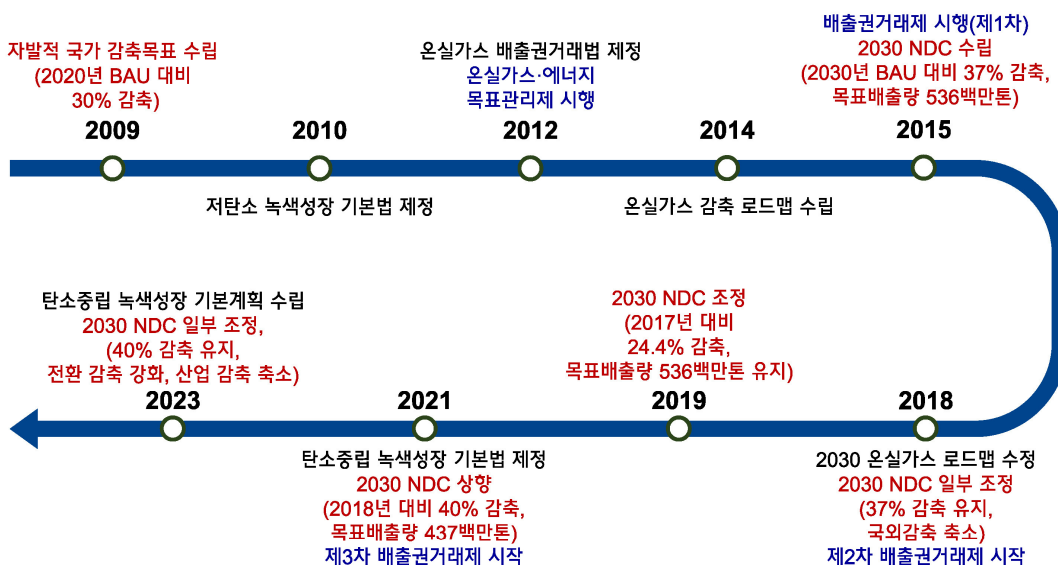 자발적 국가 감축목표 수립
(2020년 BAU 대비
30% 감축)
2009
2010
저탄소 녹색성장 기본법 제정
온실가스 배출권거래법 제정
온실가스·에너지
목표관리제 시행
2012
2014
온실가스 감축 로드맵 수립
배출권거래제 시행(제1차)
2030 NDC 수립
(2030년 BAU 대비 37% 감축,
목표배출량 536백만톤)
2015
2018
2030 온실가스 로드맵 수정
2030 NDC 일부 조정
(37% 감축 유지,
국외감축 축소)
제2차 배출권거래제 시작
2030 NDC 조정
(2017년 대비
24.4% 감축,
목표배출량 536백만톤 유지)
2019
2021
탄소중립 녹색성장 기본법 제정
2030 NDC 상향
(2018년 대비 40% 감축,
목표배출량 437백만톤)
제3차 배출권거래제 시작
탄소중립 녹색성장 기본계획 수립
2030 NDC 일부 조정,
(40% 감축 유지,
전환 감축 강화, 산업 감축 축소)
2023